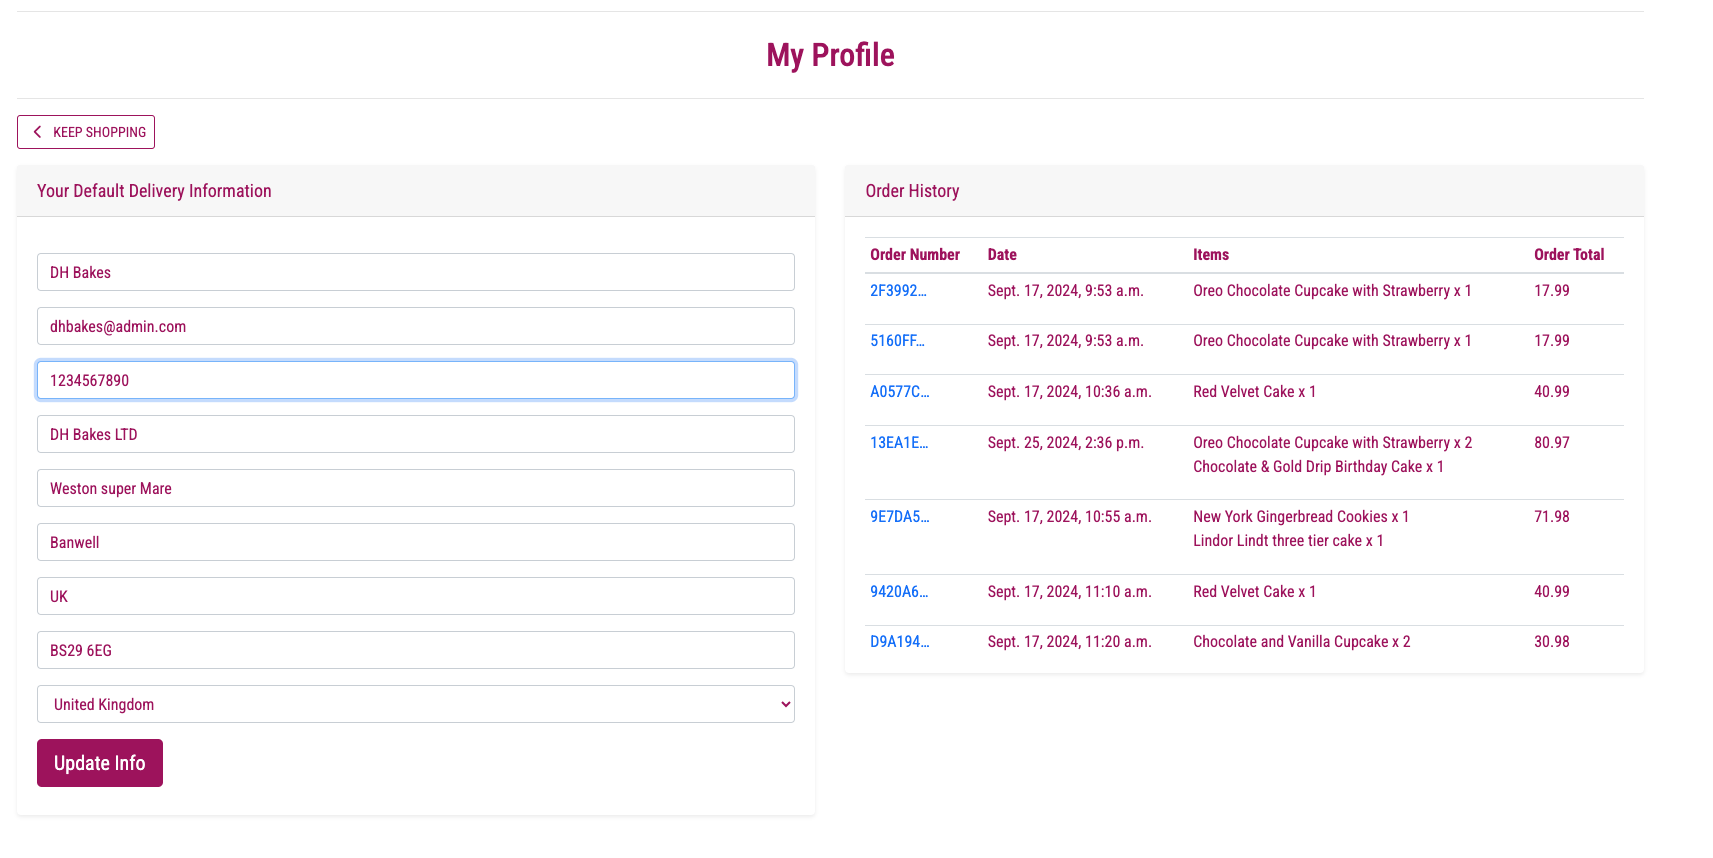 My Profile
KEEP SHOPPING
Your Default Delivery Information
DH Bakes
dhbakes@admin.com
1234567890
DH Bakes LTD
Weston super Mare
Banwell
UK
BS29 6EG
United Kingdom
Update Info
Order History
Order Number Date Items Order Total
2F3992... Sept. 17, 2024, 9:53 a.m. Oreo Chocolate Cupcake with Strawberry x 1 17.99
5160FF... Sept. 17, 2024, 9:53 a.m. Oreo Chocolate Cupcake with Strawberry x 1 17.99
A0577C... Sept. 17, 2024, 10:36 a.m. Red Velvet Cake x 1 40.99
13EA1E... Sept. 25, 2024, 2:36 p.m. Oreo Chocolate Cupcake with Strawberry x 2 80.97
Chocolate & Gold Drip Birthday Cake x 1
9E7DA5... Sept. 17, 2024, 10:55 a.m. New York Gingerbread Cookies x 1 71.98
Lindor Lindt three tier cake x 1
9420A6... Sept. 17, 2024, 11:10 a.m. Red Velvet Cake x 1 40.99
D9A194... Sept. 17, 2024, 11:20 a.m. Chocolate and Vanilla Cupcake x 2 30.98